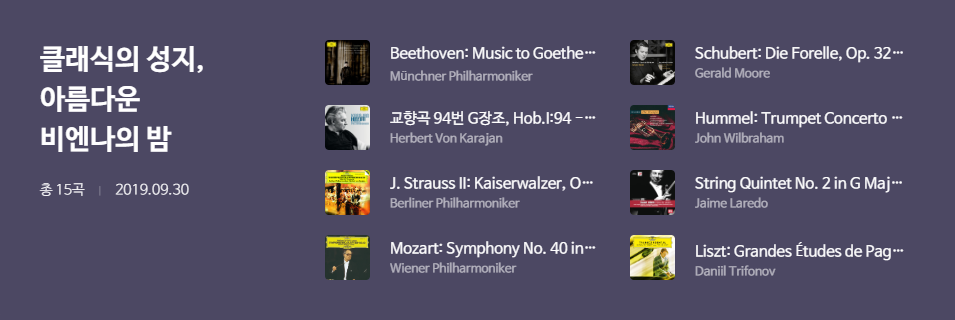 클래식의 성지,
아름다운
비엔나의 밤
총 15곡 | 2019.09.30
Beethoven: Music to Goethe···
Münchner Philharmoniker
교향곡 94번 G장조, Hob.I:94 -···
Herbert Von Karajan
J. Strauss II: Kaiserwalzer, O···
Berliner Philharmoniker
Mozart: Symphony No. 40 in···
Wiener Philharmoniker
Schubert: Die Forelle, Op. 32···
Gerald Moore
Hummel: Trumpet Concerto ···
John Wilbraham
String Quintet No. 2 in G Maj···
Jaime Laredo
Liszt: Grandes Études de Pag···
Daniil Trifonov